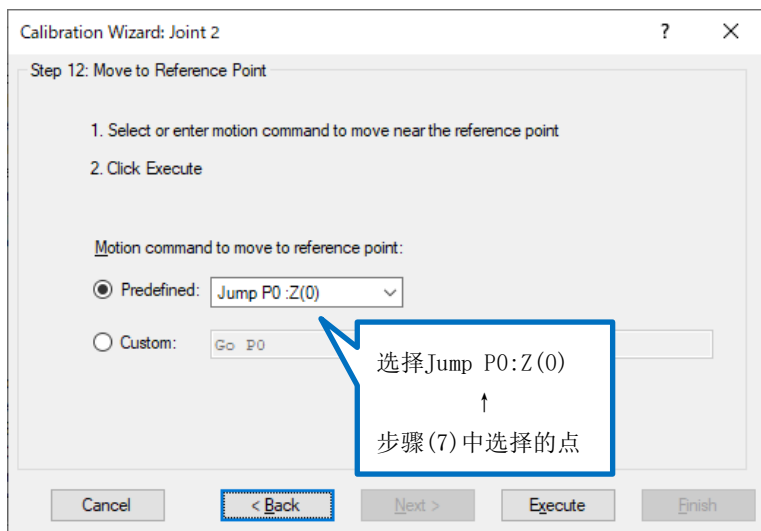 Calibration Wizard: Joint 2
?
Step 12: Move to Reference Point
1. Select or enter motion command to move near the reference point
2. Click Execute
Motion command to move to reference point:
Predefined: Jump P0 :Z(0)
Custom: Go P0
选择Jump P0:Z(0)
↑
步骤(7)中选择的点
Cancel < Back Next > Execute Finish